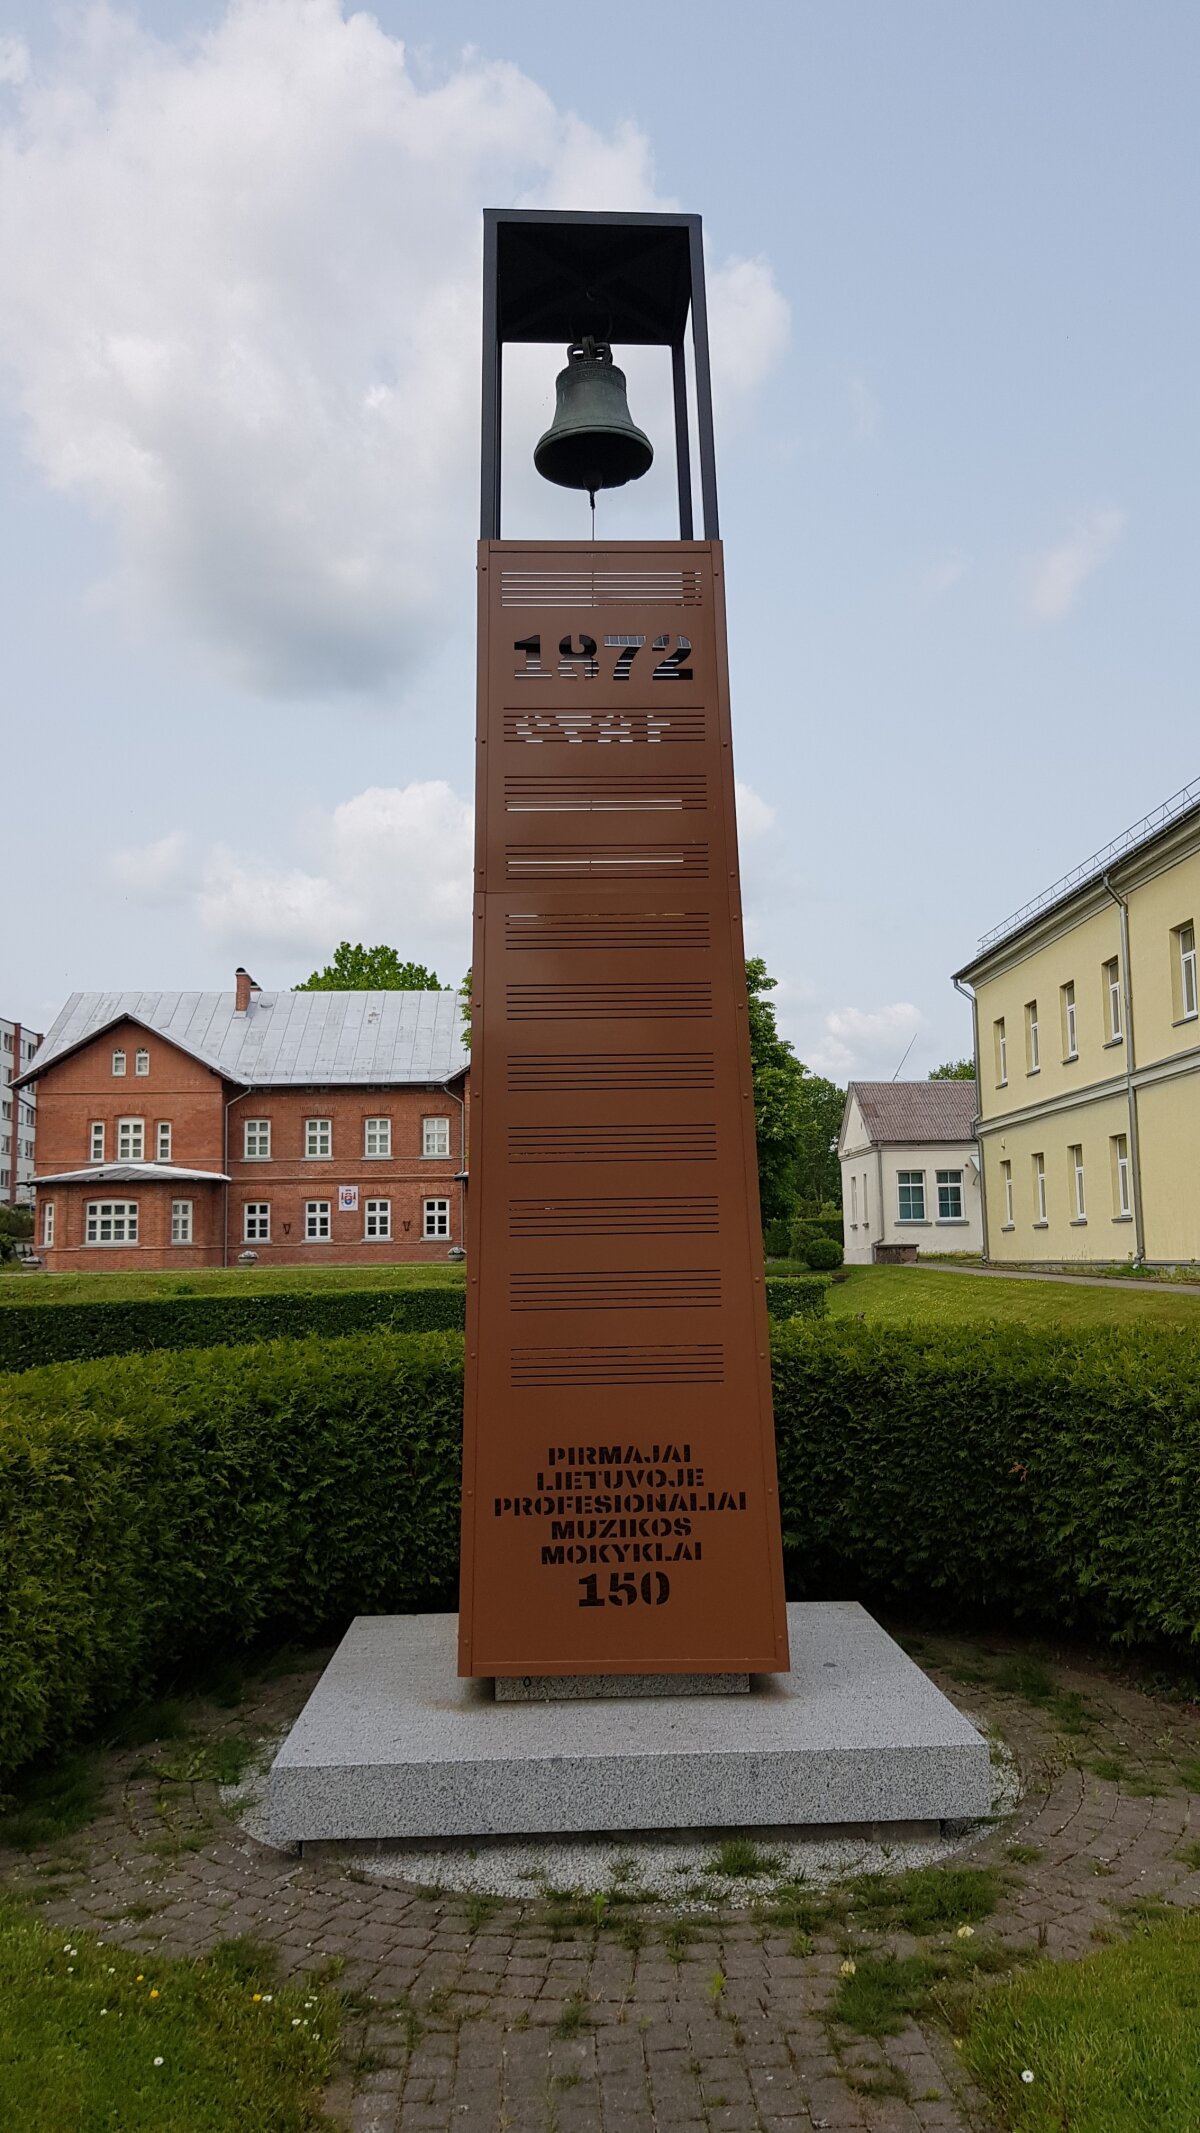 1872
PIRMAJAI
LIETUVOJE
PROFESIONALIAI
MUZIKOS
MOKYKLAI
150